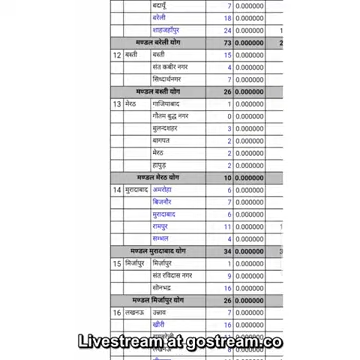 बदायूँ 7 0.000000
बरेली 18 0.000000
शाहजहाँपुर 24 0.000000 1
मण्डल बरेली योग 73 0.000000 2
12 बस्ती बस्ती 15 0.000000
संत कबीर नगर 4 0.000000
सिध्दार्थनगर 7 0.000000
मण्डल बस्ती योग 26 0.000000
13 मेरठ गाजियाबाद 1 0.000000
गौतम बुद्ध नगर 0 0.000000
बुलन्दशहर 3 0.000000
बागपत 2 0.000000
मेरठ 2 0.000000
हापुड़ 2 0.000000
मण्डल मेरठ योग 10 0.000000
14 मुरादाबाद अमरोहा 6 0.000000
बिजनौर 7 0.000000
मुरादाबाद 6 0.000000
रामपुर 11 0.000000
सम्भल 4 0.000000
मण्डल मुरादाबाद योग 34 0.000000
15 मिर्ज़ापुर मिर्ज़ापुर 1 0.000000
संत रविदास नगर 9 0.000000
सोनभद्र 16 0.000000
मण्डल मिर्ज़ापुर योग 26 0.000000
16 लखनऊ उन्नाव 7 0.000000
खीरी 16 0.000000
Livestream at gostream.co